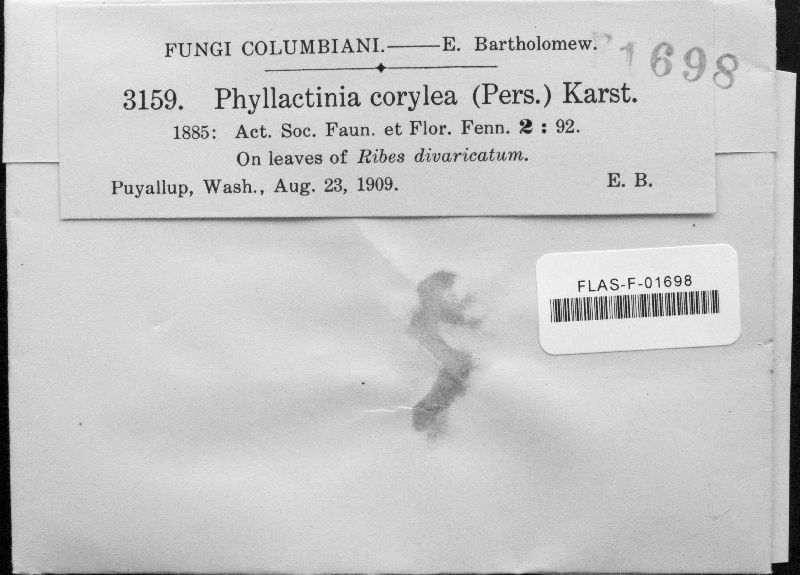 FUNGI COLUMBIANI.——E. Bartholomew.
1698
3159. Phyllactinia corylea (Pers.) Karst.
1885: Act. Soc. Faun. et Flor. Fenn. 2 : 92.
On leaves of Ribes divaricatum.
Puyallup, Wash., Aug. 23, 1909. E. B.
FLAS-F-01698